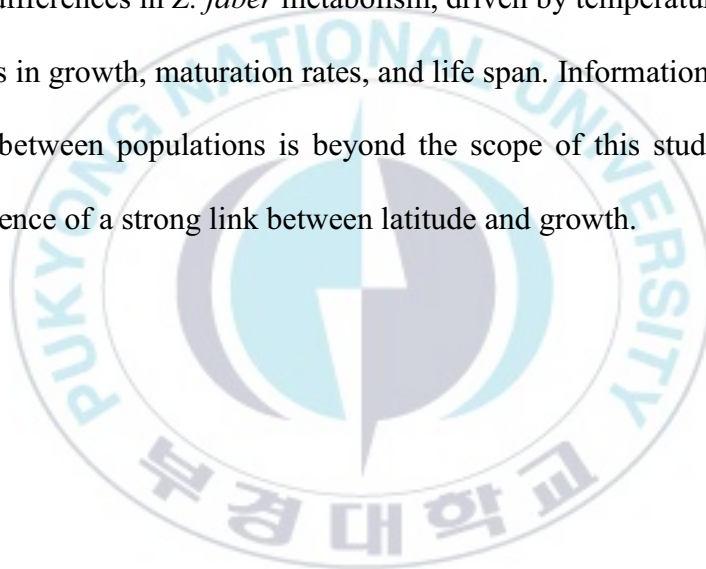 differences in Z. faber metabolism, driven by temperatur
s in growth, maturation rates, and life span. Information
between populations is beyond the scope of this stud
ence of a strong link between latitude and growth.
PUKYONG NATIONAL UNIVERSITY
부경대학교